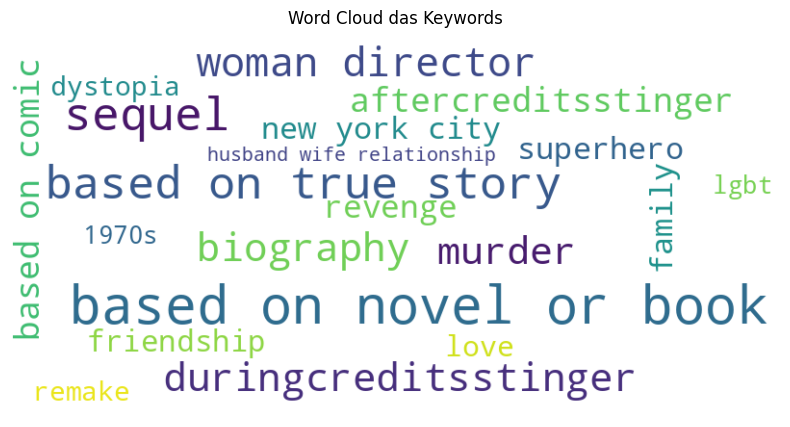 Word Cloud das Keywords
woman director
based on comic
dystopia
sequel
aftercreditsstinger
new york city
husband wife relationship
superhero
based on true story
family
lgbt
revenge
1970s
biography
murder
based on novel or book
friendship
love
duringcreditsstinger
remake